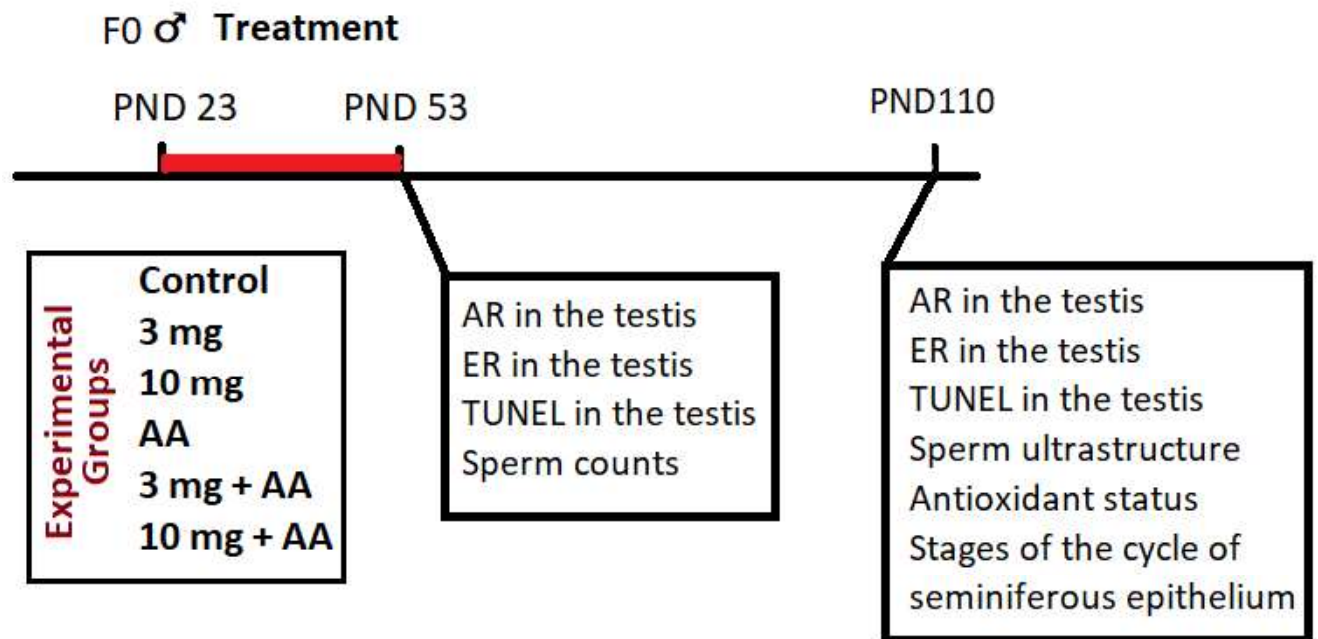 F0 ♂ Treatment
PND 23
PND 53
PND110
Experimental
Groups
Control
3 mg
10 mg
AA
3 mg + AA
10 mg + AA
AR in the testis
ER in the testis
TUNEL in the testis
Sperm counts
AR in the testis
ER in the testis
TUNEL in the testis
Sperm ultrastructure
Antioxidant status
Stages of the cycle of
seminiferous epithelium